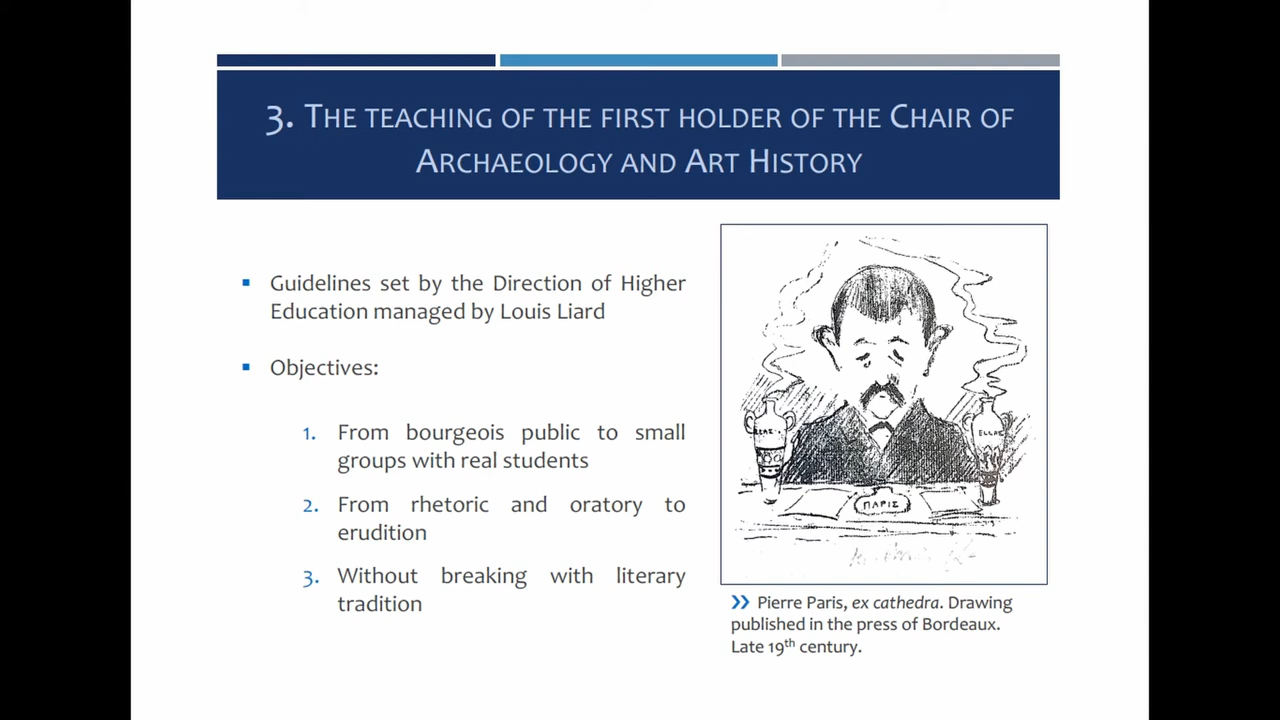 3. The teaching of the first holder of the Chair of
Archaeology and Art History
▪ Guidelines set by the Direction of Higher
Education managed by Louis Liard
▪ Objectives:
1. From bourgeois public to small
groups with real students
2. From rhetoric and oratory to
erudition
3. Without breaking with literary
tradition
ΕΛΛΑΣ
ΠΑΡΙΣ
Pierre Paris, ex cathedra. Drawing
published in the press of Bordeaux.
Late 19th century.